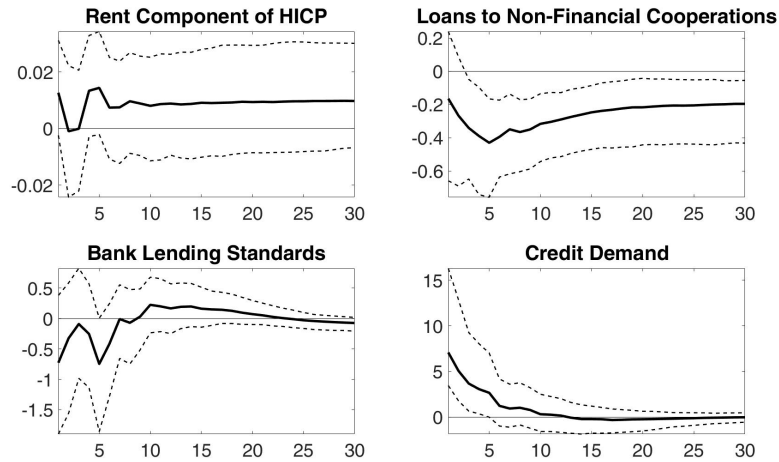 Rent Component of HICP
0.02
0
-0.02
5 10 15 20 25 30
Loans to Non-Financial Cooperations
0.2
0
-0.2
-0.4
-0.6
5 10 15 20 25 30
Bank Lending Standards
0.5
0
-0.5
-1
-1.5
5 10 15 20 25 30
Credit Demand
15
10
5
0
5 10 15 20 25 30